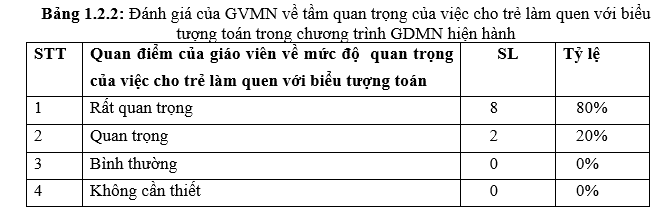 Bảng 1.2.2: Đánh giá của GVMN về tầm quan trọng của việc cho trẻ làm quen với biểu
tượng toán trong chương trình GDMN hiện hành
STT Quan điểm của giáo viên về mức độ quan trọng SL Tỷ lệ
của việc cho trẻ làm quen với biểu tượng toán
1 Rất quan trọng 8 80%
2 Quan trọng 2 20%
3 Bình thường 0 0%
4 Không cần thiết 0 0%